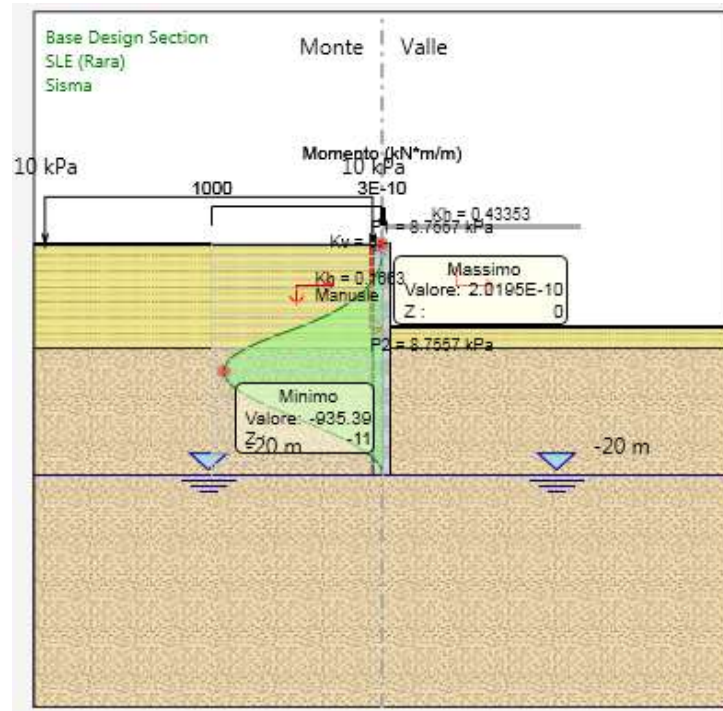 Base Design Section
SLE (Rara)
Sisma
Monte
Valle
Momento (kN*m/m)
10 kPa
10 kPa
1000
3E-10
Kh = 0.43353
P1 = 8.7557 kPa
Kv =
Kh = 0.1663
Manuale
Massimo
Valore: 2.0195E-10
Z : 0
P2 = 8.7557 kPa
Minimo
Valore: -935.39
Z : -11
-20 m
-20 m